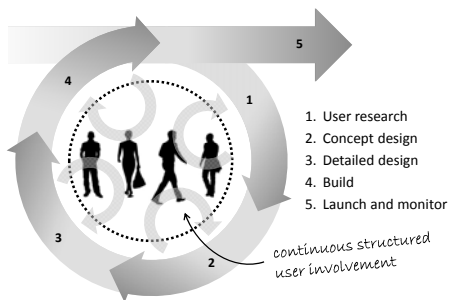 5
4
1
1. User research
2. Concept design
3. Detailed design
4. Build
5. Launch and monitor
3
2
continuous structured
user involvement